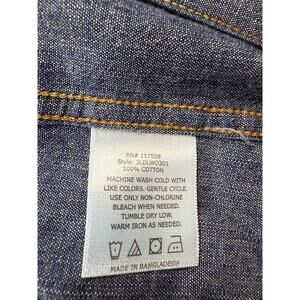 RN# 117508
Style: 3LDLW0301
100% COTTON
MACHINE WASH COLD WITH
LIKE COLORS. GENTLE CYCLE.
USE ONLY NON-CHLORINE
BLEACH WHEN NEEDED.
TUMBLE DRY LOW.
WARM IRON AS NEEDED.
MADE IN BANGLADESH